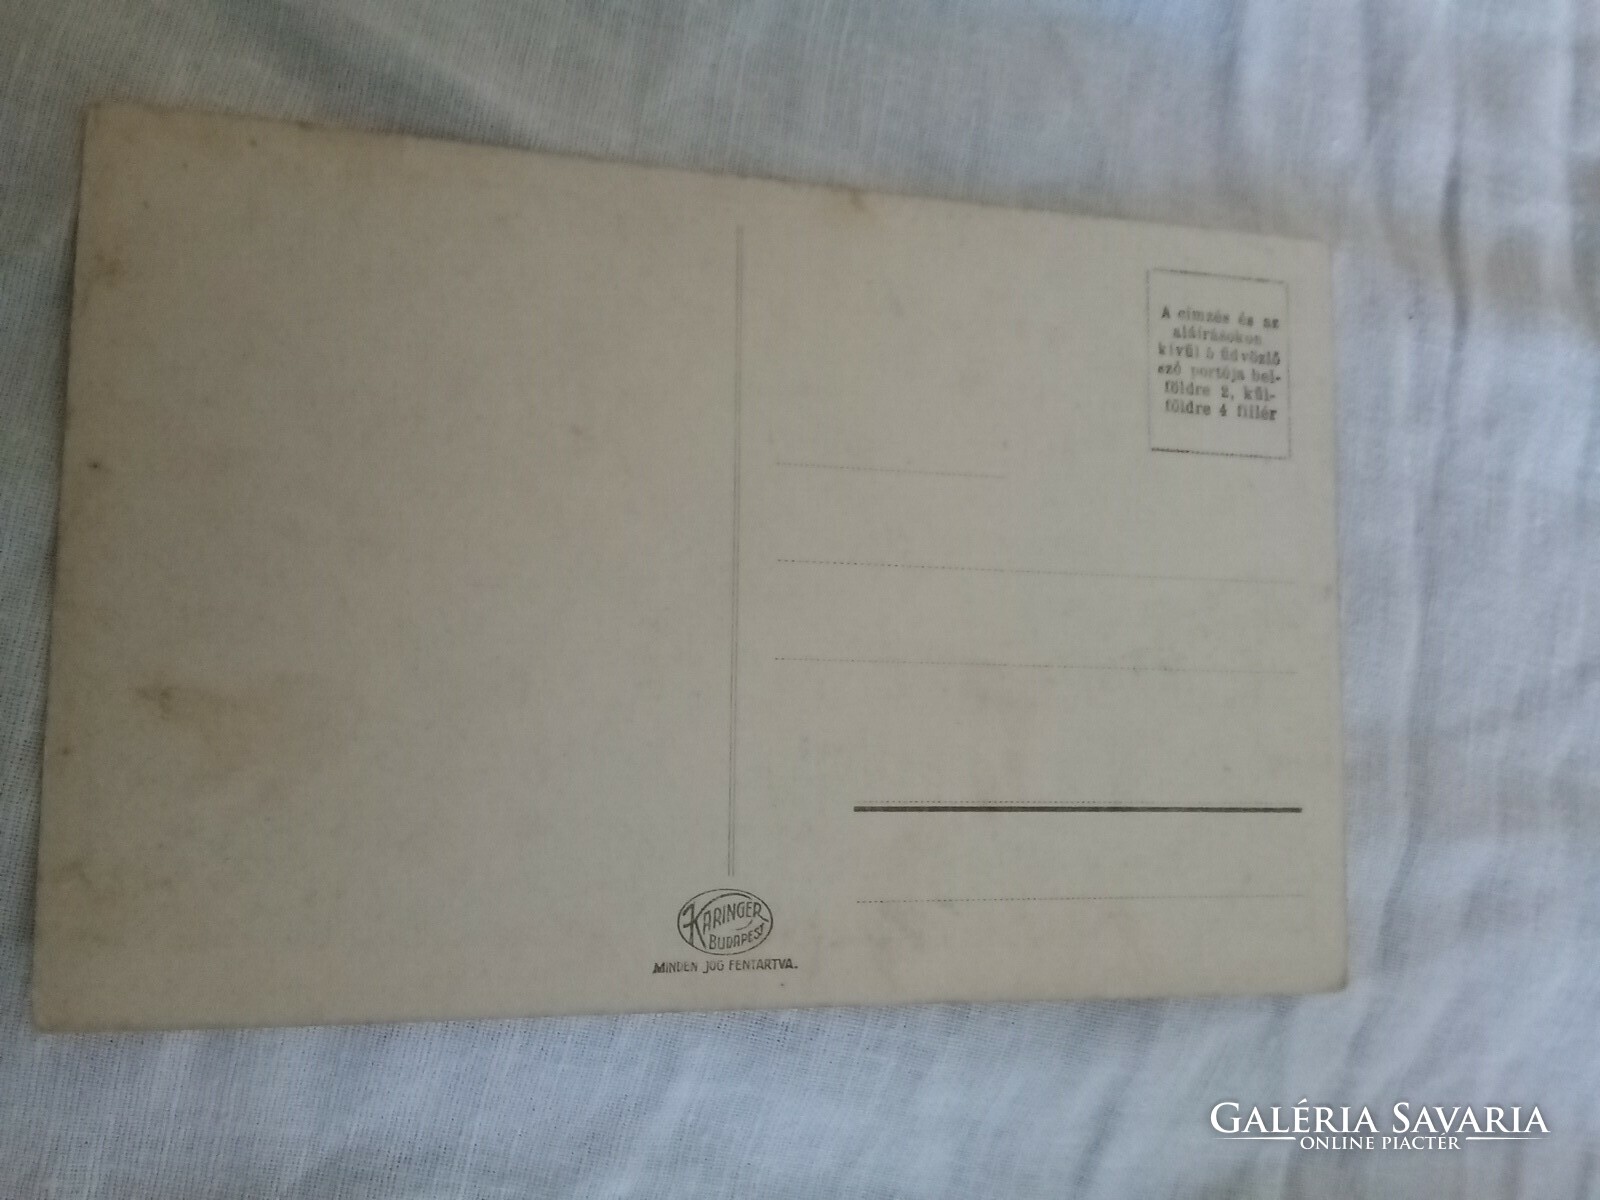 A címzés és az
aláírásokon
kívül 5 üdvözlő
szó portója bel-
földre 2, kül-
földre 4 fillér
KARINGER
BUDAPEST
MINDEN JOG FENTARTVA.
GALÉRIA SAVARIA
ONLINE PIACTÉR